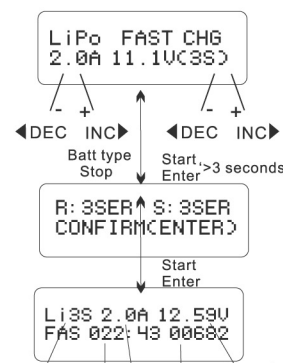 LiPo FAST CHG
2.0A 11.1V(3S)
- + - +
◀DEC INC▶ ◀DEC INC▶
Batt type
Stop
Start
Enter >3 seconds
R: 3SER S: 3SER
CONFIRM(ENTER)
Start
Enter
Li3S 2.0A 12.59V
FAS 022:43 00682